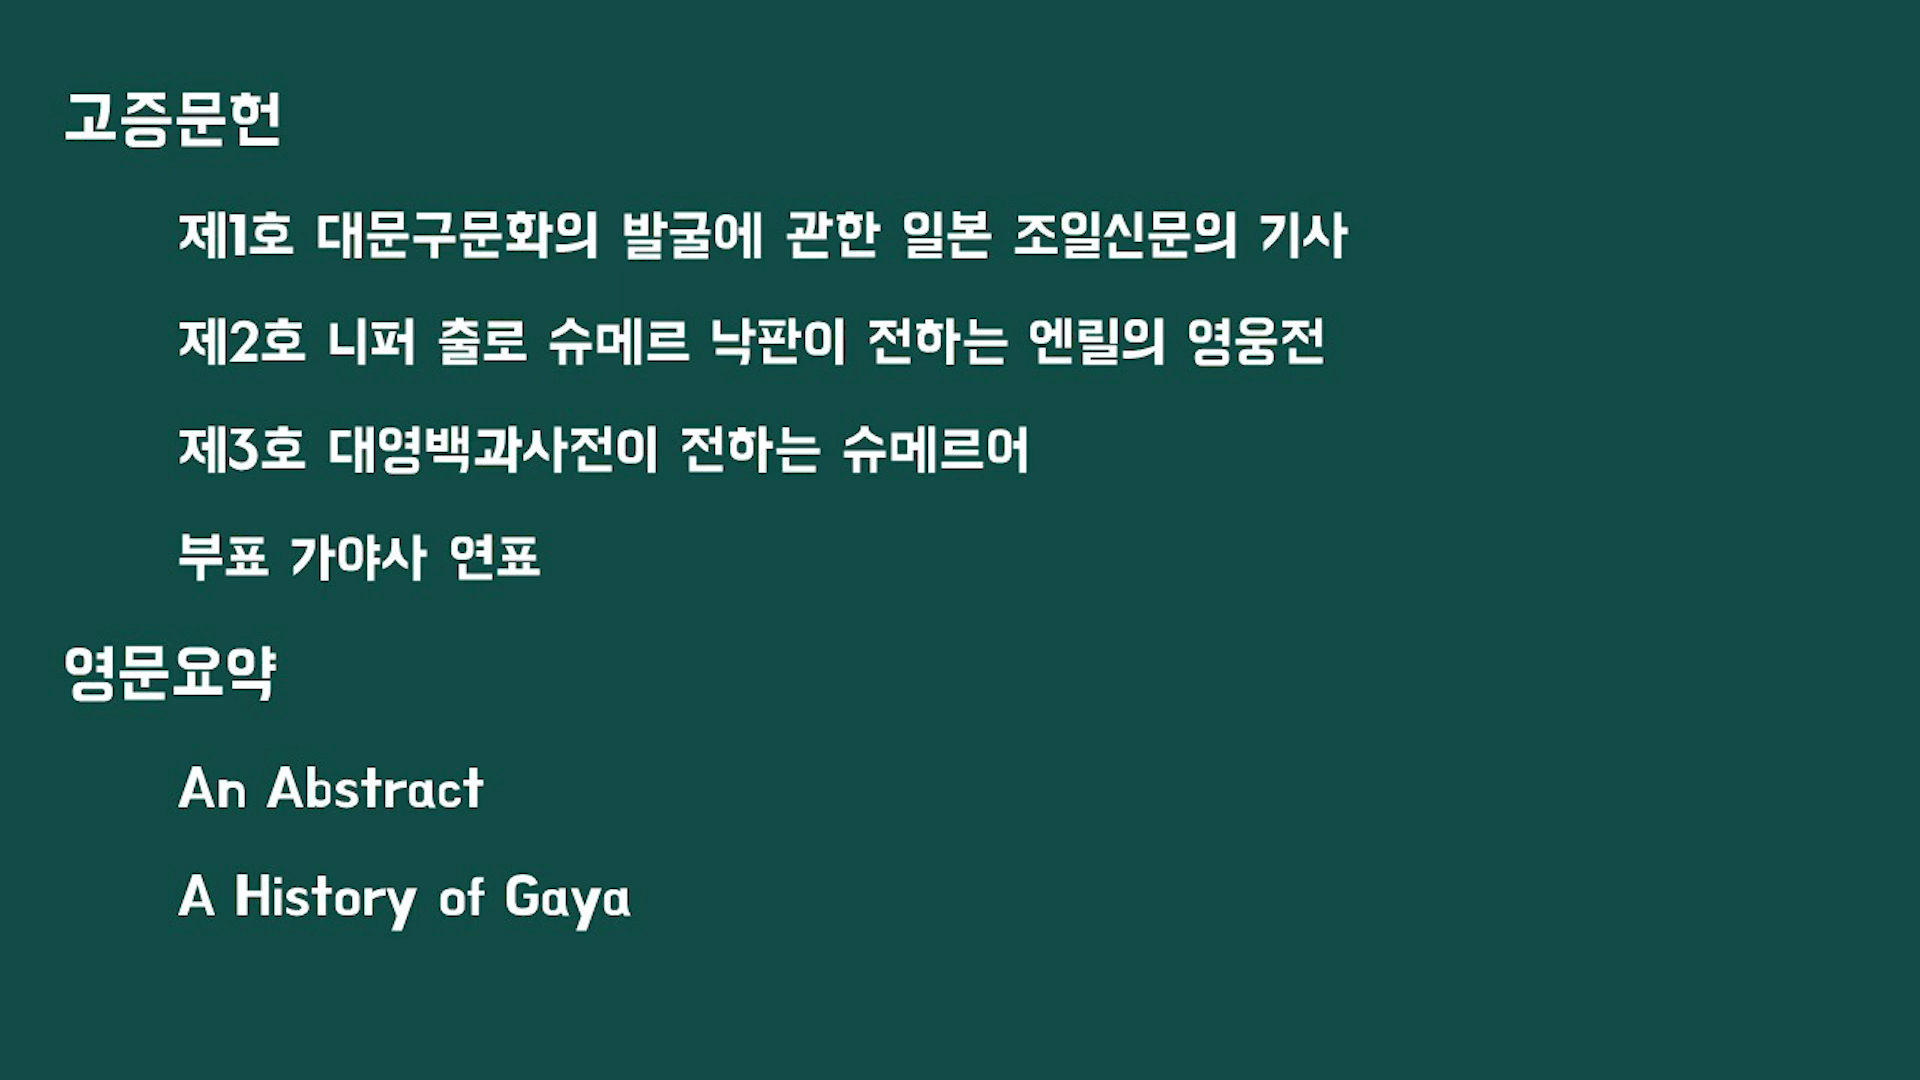 고증문헌
제1호 대문구문화의 발굴에 관한 일본 조일신문의 기사
제2호 니퍼 출로 슈메르 낙판이 전하는 엔릴의 영웅전
제3호 대영백과사전이 전하는 슈메르어
부표 가야사 연표
영문요약
An Abstract
A History of Gaya